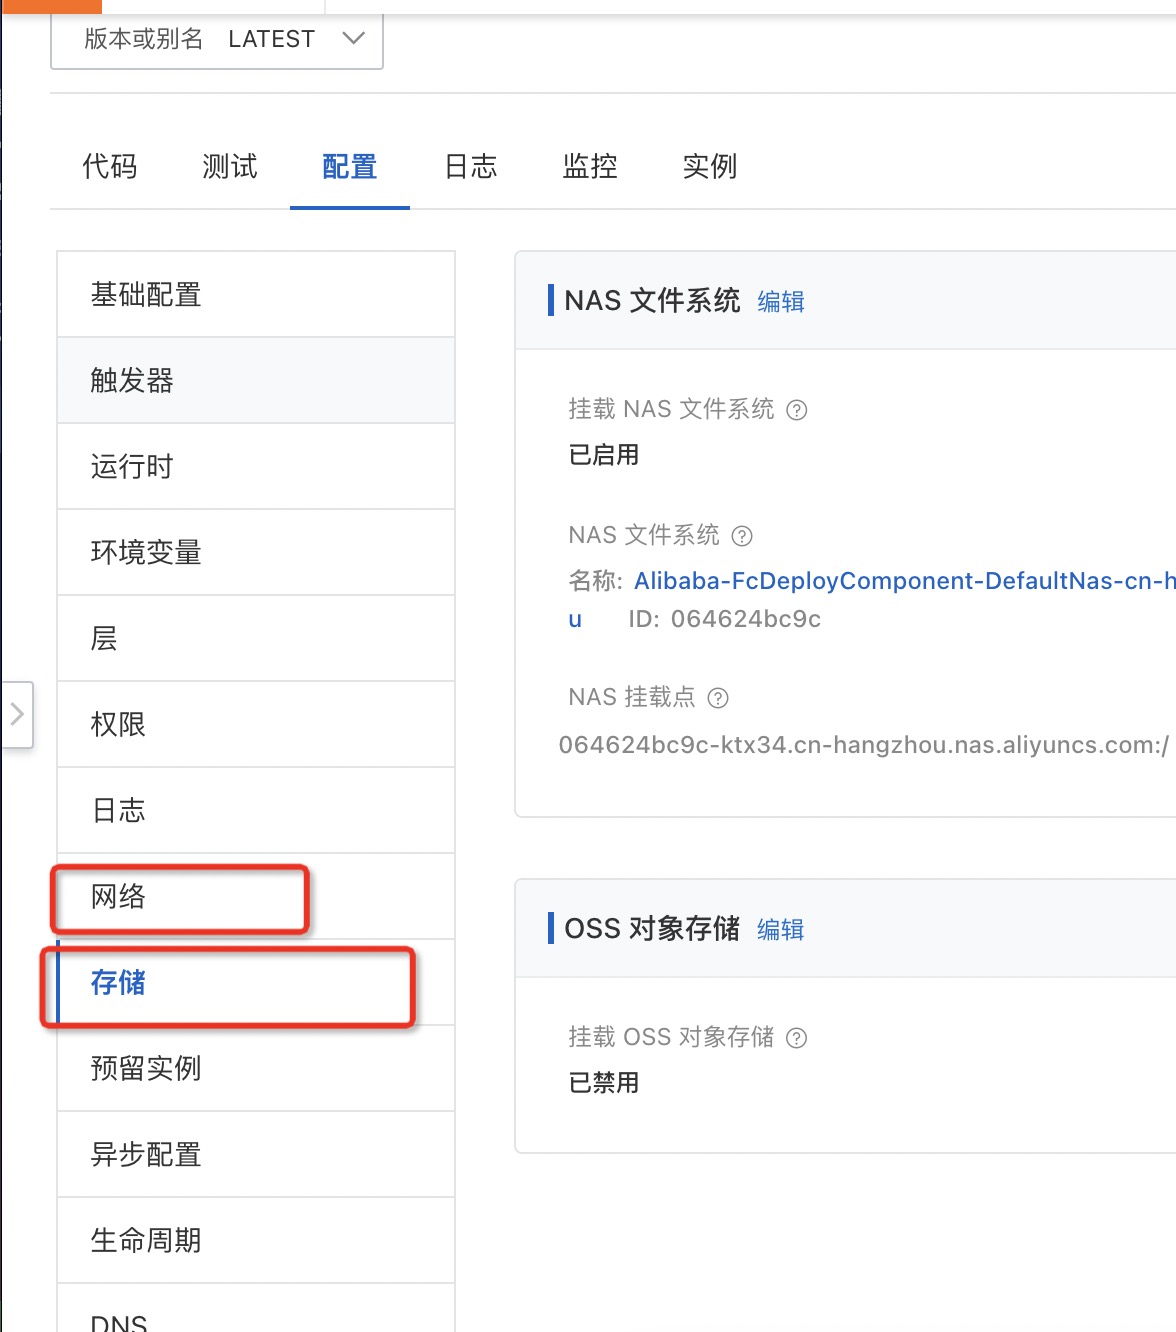 版本或别名 LATEST
代码 测试 配置 日志 监控 实例
基础配置
触发器
运行时
环境变量
层
权限
日志
网络
存储
预留实例
异步配置
生命周期
DNS
NAS 文件系统 编辑
挂载 NAS 文件系统 ?
已启用
NAS 文件系统 ?
名称: Alibaba-FcDeployComponent-DefaultNas-cn-h
u ID: 064624bc9c
NAS 挂载点 ?
064624bc9c-ktx34.cn-hangzhou.nas.aliyuncs.com:/
OSS 对象存储 编辑
挂载 OSS 对象存储 ?
已禁用